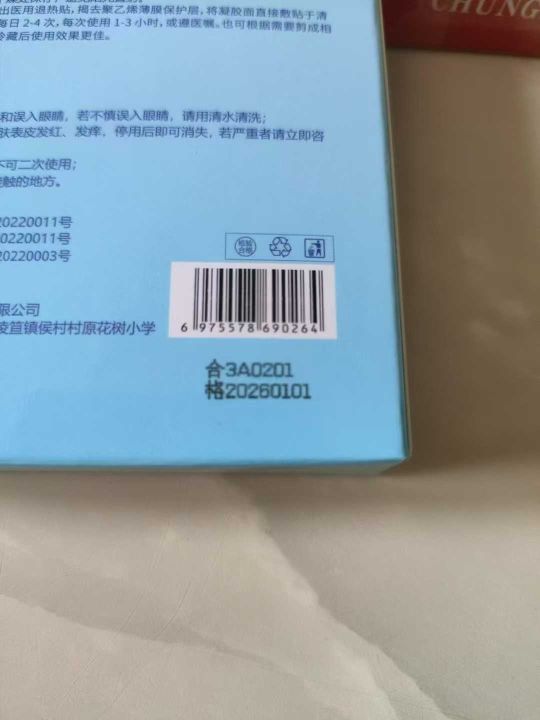 出医用退热贴，揭去聚乙烯薄膜保护层，将凝胶面直接敷贴于清
每日2-4次，每次使用1-3小时，或遵医嘱。也可根据需要剪成相
冷藏后使用效果更佳。
和误入眼睛，若不慎误入眼睛，请用清水清洗；
肤表皮发红、发痒，停用后即可消失，若严重者请立即咨
不可二次使用；
接触的地方。
20220011号
0220011号
20220003号
检验合格
限公司
陵笪镇侯村村原花树小学
6 975578 690264
合3A0201
格20260101
CHUNG